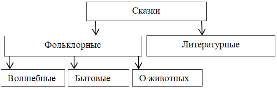 Сказки
Фольклорные Литературные
Волшебные Бытовые О животных